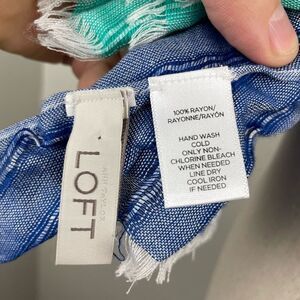 LOFT
100% RAYON/
RAYONNE/RAYÓN
HAND WASH
COLD
ONLY NON-
CHLORINE BLEACH
WHEN NEEDED
LINE DRY
COOL IRON
IF NEEDED